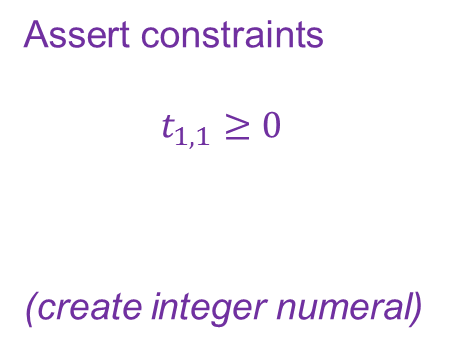 Assert constraints
t₁,₁ ≥ 0
(create integer numeral)